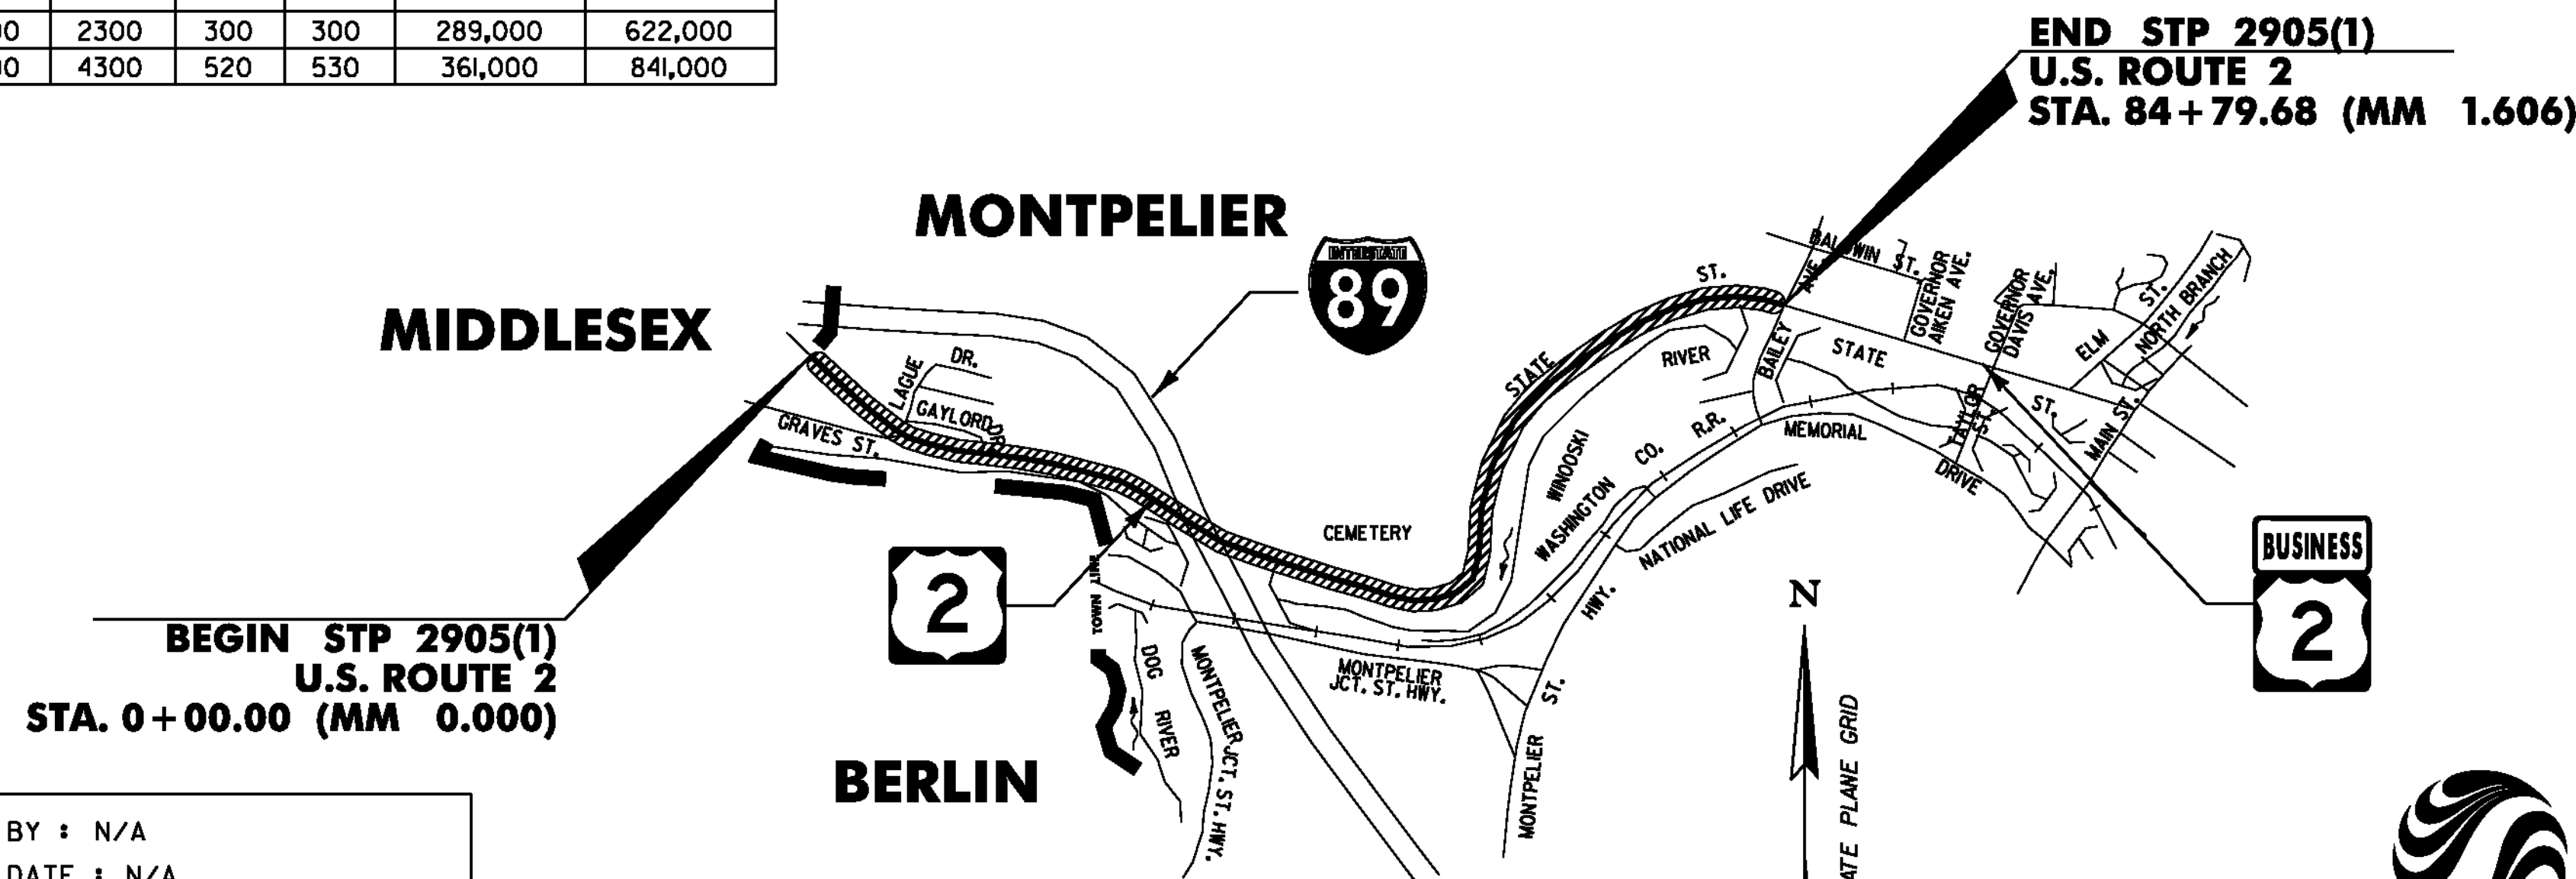 2300 300 300 289,000 622,000
4300 520 530 361,000 841,000
END STP 2905(1)
U.S. ROUTE 2
STA. 84+79.68 (MM 1.606)
MONTPELIER
INTERSTATE
89
MIDDLESEX
BALDWIN ST.
AVE.
GOVERNOR
AIKEN AVE.
GOVERNOR
DAVIS AVE.
ELM
ST.
NORTH BRANCH
ST.
STATE
RIVER
BAILEY
STATE
ST.
TAYLOR
ST.
MAIN ST.
LAGUE
DR.
GAYLORD
DR.
GRAVES ST.
WINOOSKI
WASHINGTON
CO.
R.R.
MEMORIAL
DRIVE
NATIONAL LIFE DRIVE
CEMETERY
2
BUSINESS
2
TOWN LINE
BEGIN STP 2905(1)
U.S. ROUTE 2
STA. 0+00.00 (MM 0.000)
DOG
RIVER
MONTPELIER JCT. ST. HWY.
MONTPELIER
JCT. ST. HWY.
MONTPELIER
ST.
HWY.
N
PLANE GRID
BERLIN
BY : N/A
DATE : N/A